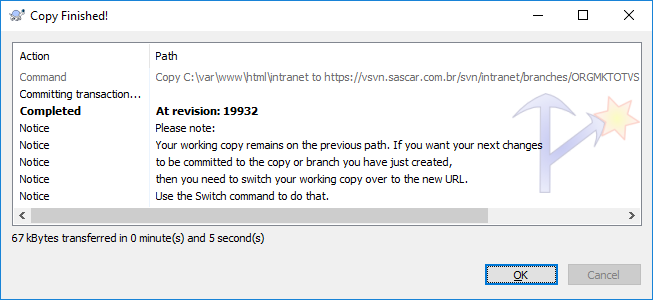 Copy Finished!
Action Path
Command Copy C:\var\www\html\intranet to https://vsvn.sascar.com.br/svn/intranet/branches/ORGMKTOTVS
Committing transaction...
Completed At revision: 19932
Notice Please note:
Notice Your working copy remains on the previous path. If you want your next changes
Notice to be committed to the copy or branch you have just created,
Notice then you need to switch your working copy over to the new URL.
Notice Use the Switch command to do that.
67 kBytes transferred in 0 minute(s) and 5 second(s)
OK Cancel